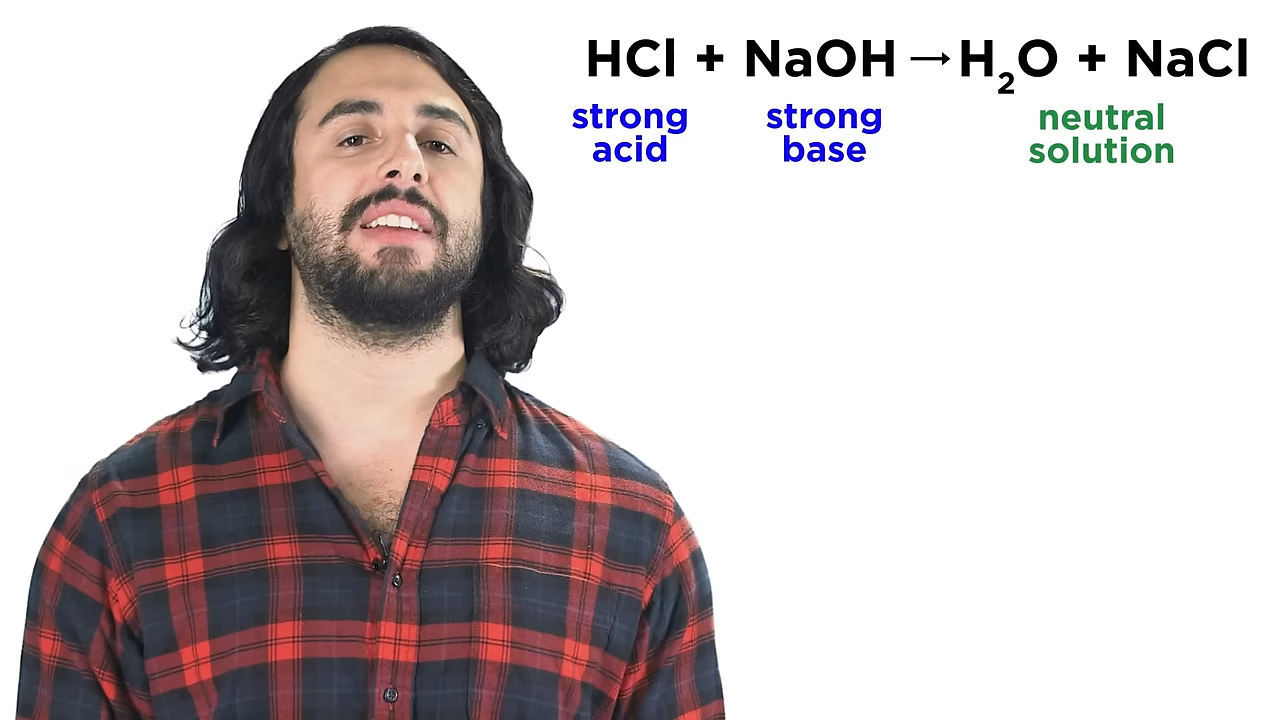 HCl + NaOH → H₂O + NaCl
strong acid
strong base
neutral solution